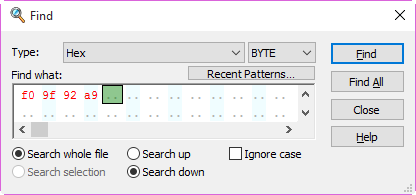 Find
Type: Hex BYTE Find
Find what: Recent Patterns... Find All
f0 9f 92 a9 .. .. .. .. .. .. .. ..
.. .. .. .. .. .. .. .. .. .. .. ..
Close
Help
Search whole file Search up Ignore case
Search selection Search down